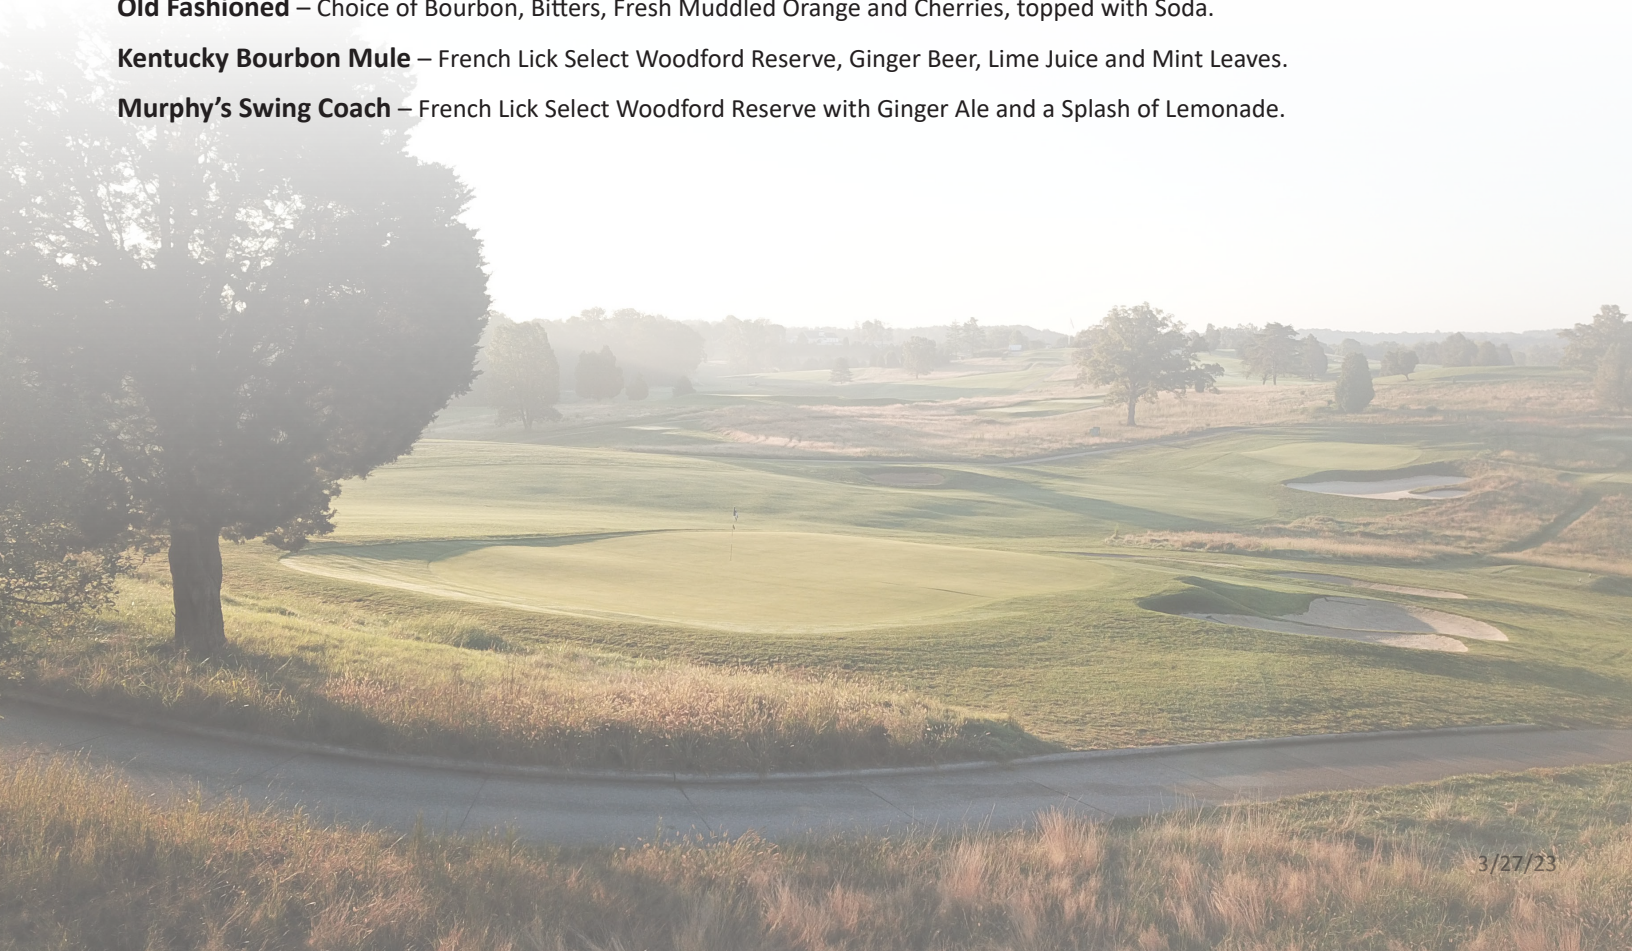 Old Fashioned – Choice of Bourbon, Bitters, Fresh Muddled Orange and Cherries, topped with Soda.
Kentucky Bourbon Mule – French Lick Select Woodford Reserve, Ginger Beer, Lime Juice and Mint Leaves.
Murphy’s Swing Coach – French Lick Select Woodford Reserve with Ginger Ale and a Splash of Lemonade.
3/27/23